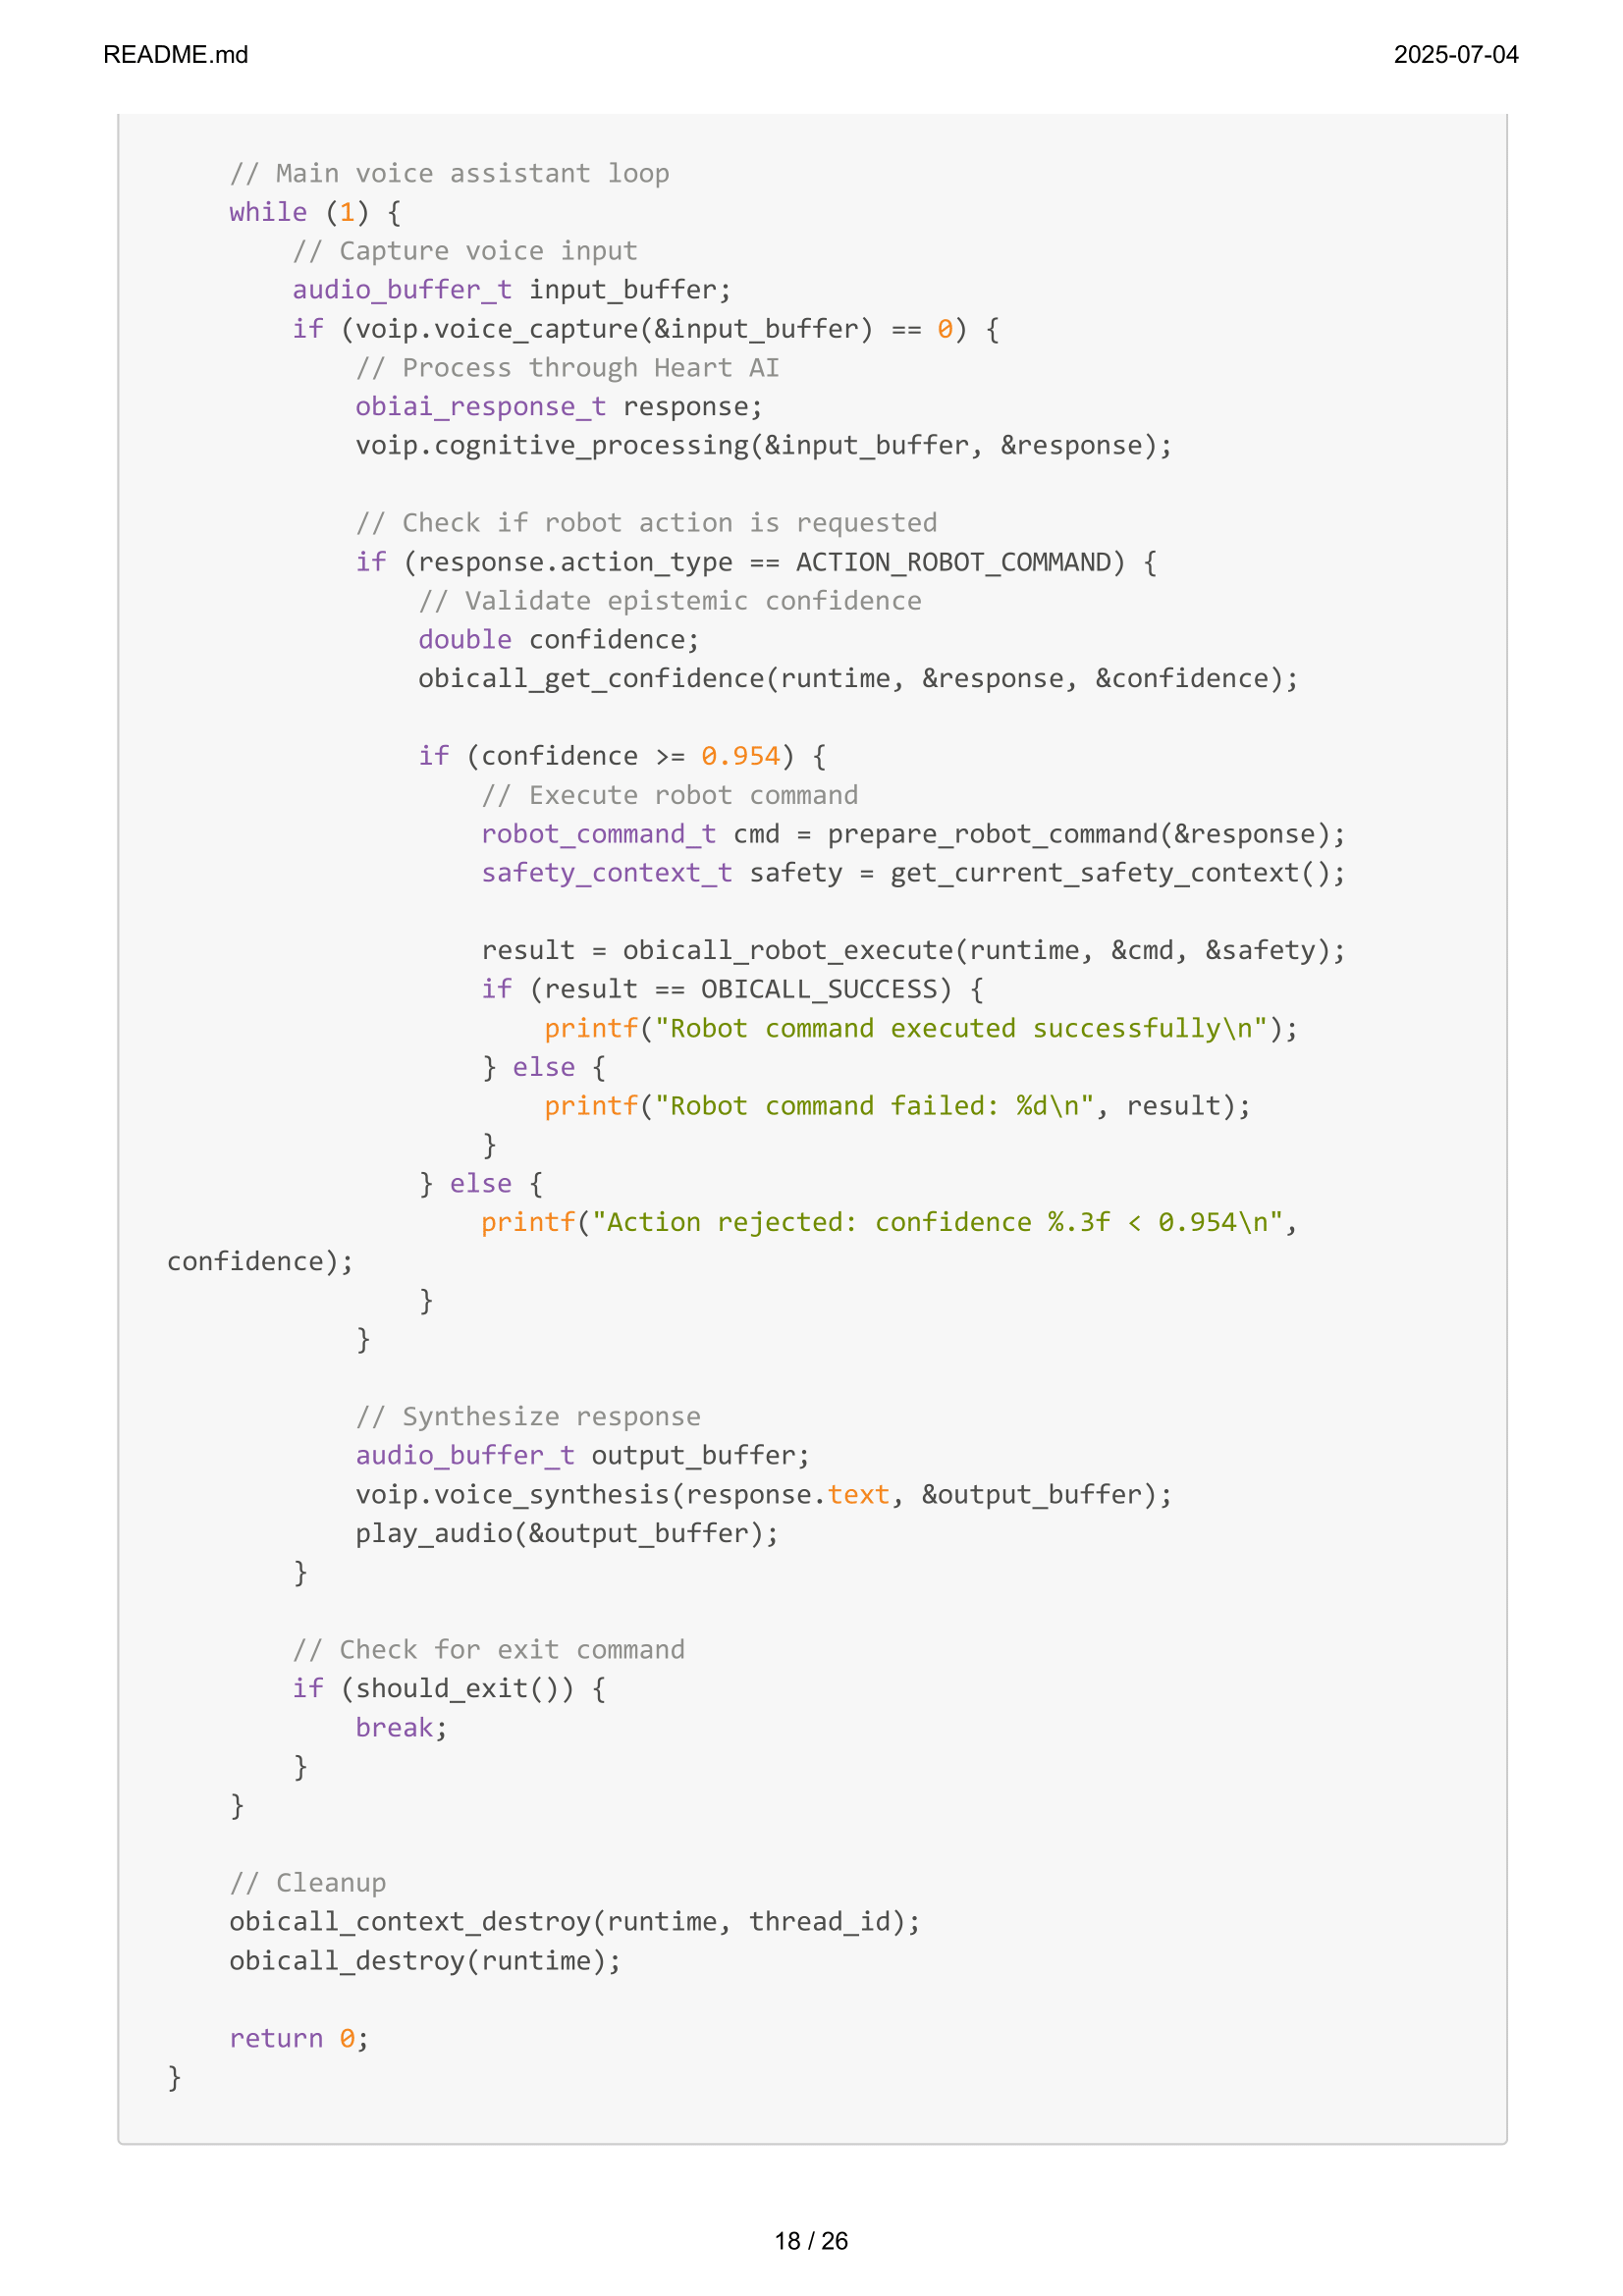 README.md
2025-07-04
    // Main voice assistant loop
    while (1) {
        // Capture voice input
        audio_buffer_t input_buffer;
        if (voip.voice_capture(&input_buffer) == 0) {
            // Process through Heart AI
            obiai_response_t response;
            voip.cognitive_processing(&input_buffer, &response);

            // Check if robot action is requested
            if (response.action_type == ACTION_ROBOT_COMMAND) {
                // Validate epistemic confidence
                double confidence;
                obicall_get_confidence(runtime, &response, &confidence);

                if (confidence >= 0.954) {
                    // Execute robot command
                    robot_command_t cmd = prepare_robot_command(&response);
                    safety_context_t safety = get_current_safety_context();

                    result = obicall_robot_execute(runtime, &cmd, &safety);
                    if (result == OBICALL_SUCCESS) {
                        printf("Robot command executed successfully\n");
                    } else {
                        printf("Robot command failed: %d\n", result);
                    }
                } else {
                    printf("Action rejected: confidence %.3f < 0.954\n",
confidence);
                }
            }

            // Synthesize response
            audio_buffer_t output_buffer;
            voip.voice_synthesis(response.text, &output_buffer);
            play_audio(&output_buffer);
        }

        // Check for exit command
        if (should_exit()) {
            break;
        }
    }

    // Cleanup
    obicall_context_destroy(runtime, thread_id);
    obicall_destroy(runtime);

    return 0;
}
18 / 26